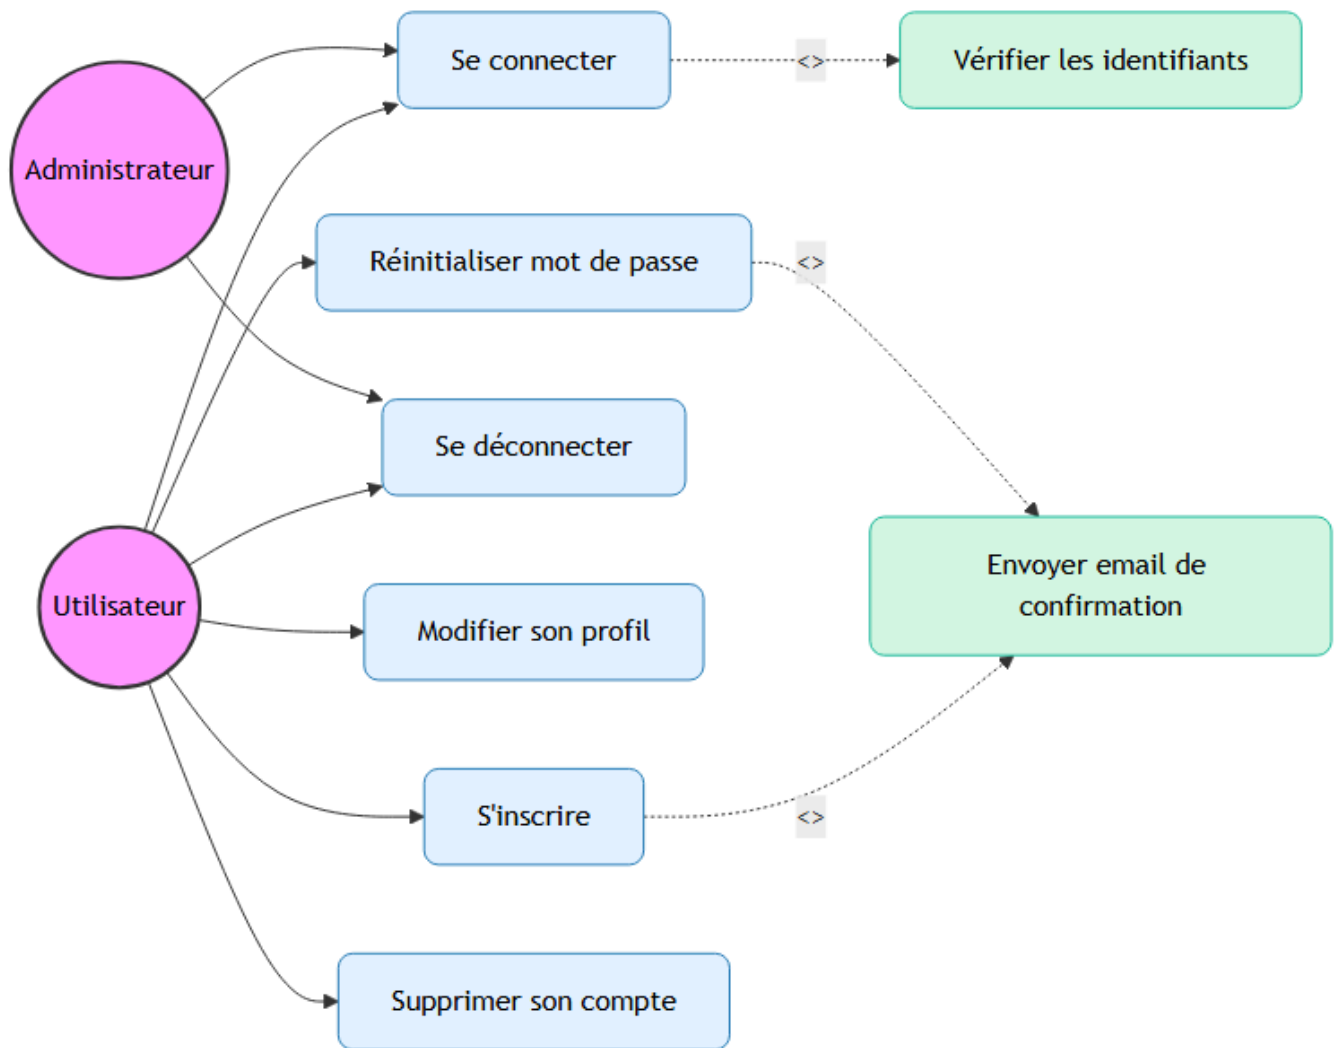 Se connecter
<>
Vérifier les identifiants
Administrateur
Réinitialiser mot de passe
<>
Se déconnecter
Envoyer email de
confirmation
Utilisateur
Modifier son profil
S'inscrire
<>
Supprimer son compte